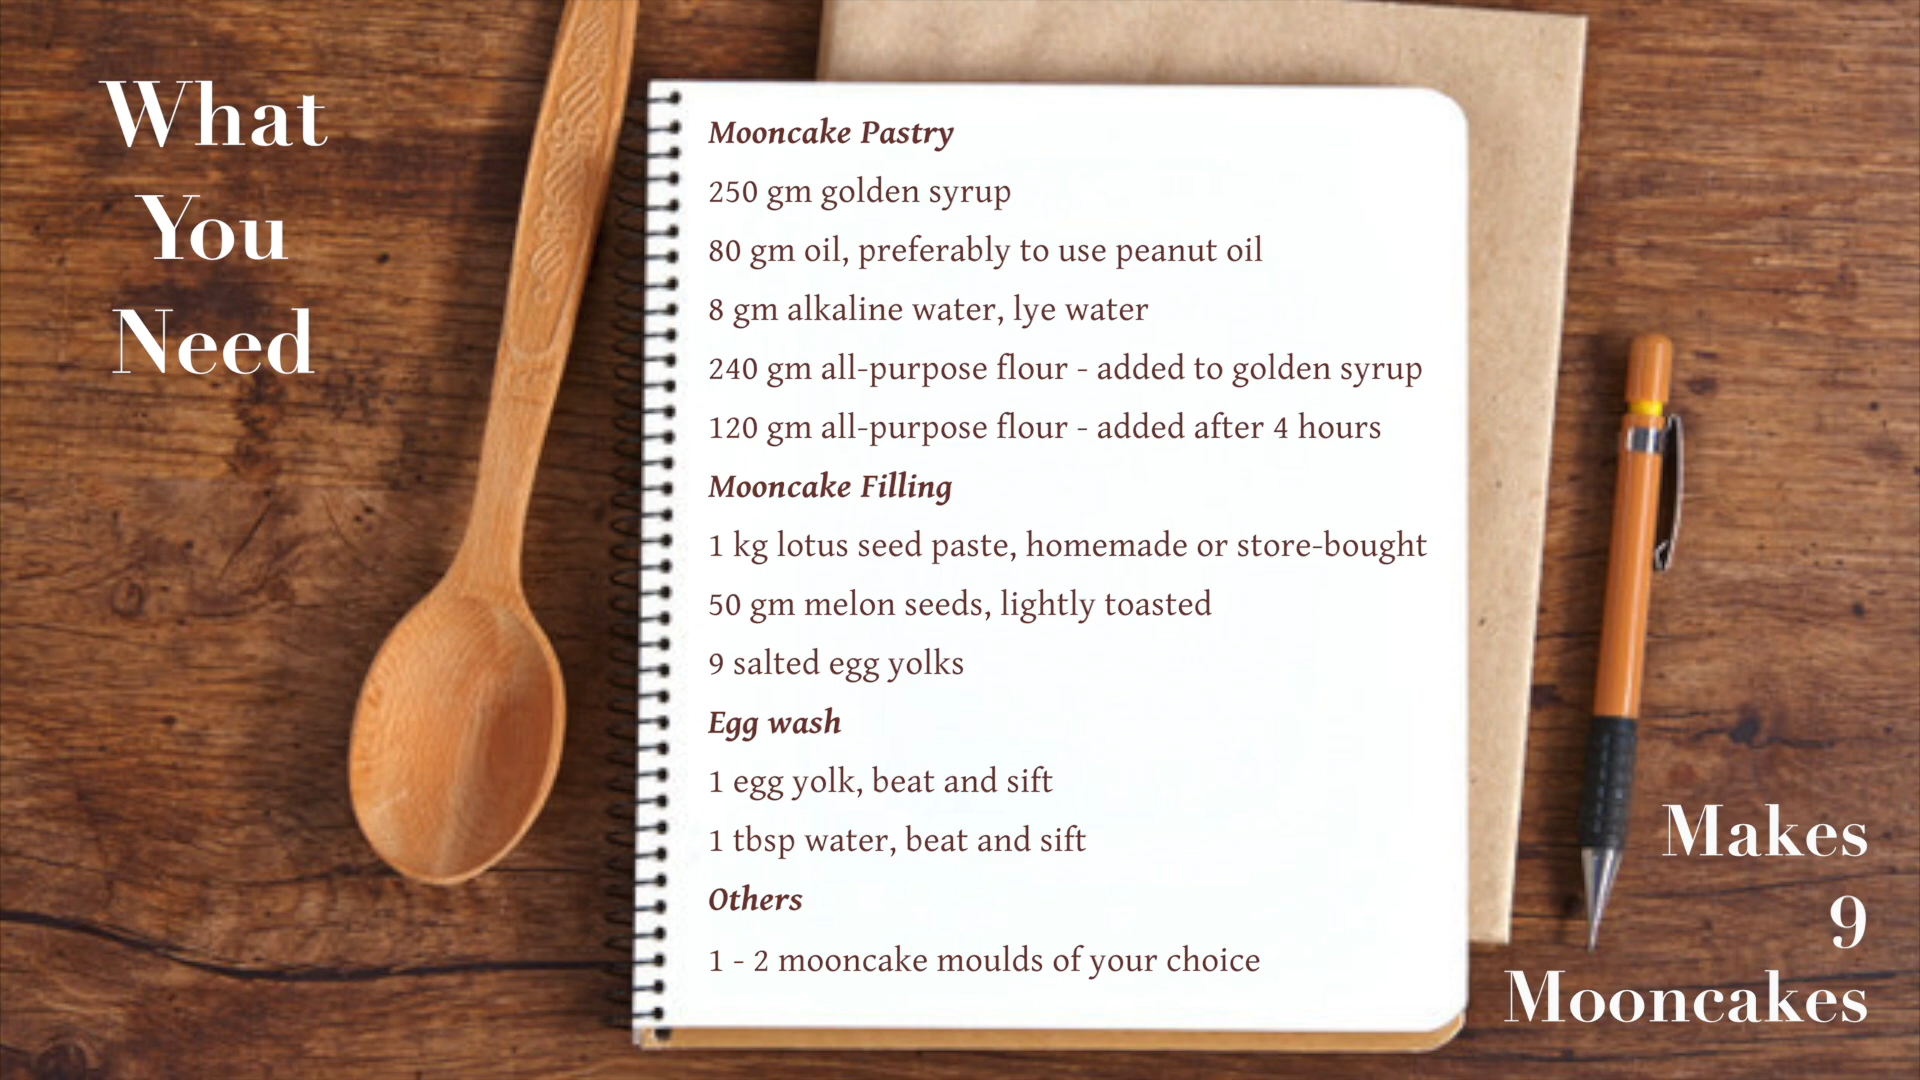 What
You
Need
Mooncake Pastry
250 gm golden syrup
80 gm oil, preferably to use peanut oil
8 gm alkaline water, lye water
240 gm all-purpose flour - added to golden syrup
120 gm all-purpose flour - added after 4 hours
Mooncake Filling
1 kg lotus seed paste, homemade or store-bought
50 gm melon seeds, lightly toasted
9 salted egg yolks
Egg wash
1 egg yolk, beat and sift
1 tbsp water, beat and sift
Others
1 - 2 mooncake moulds of your choice
Makes
9
Mooncakes